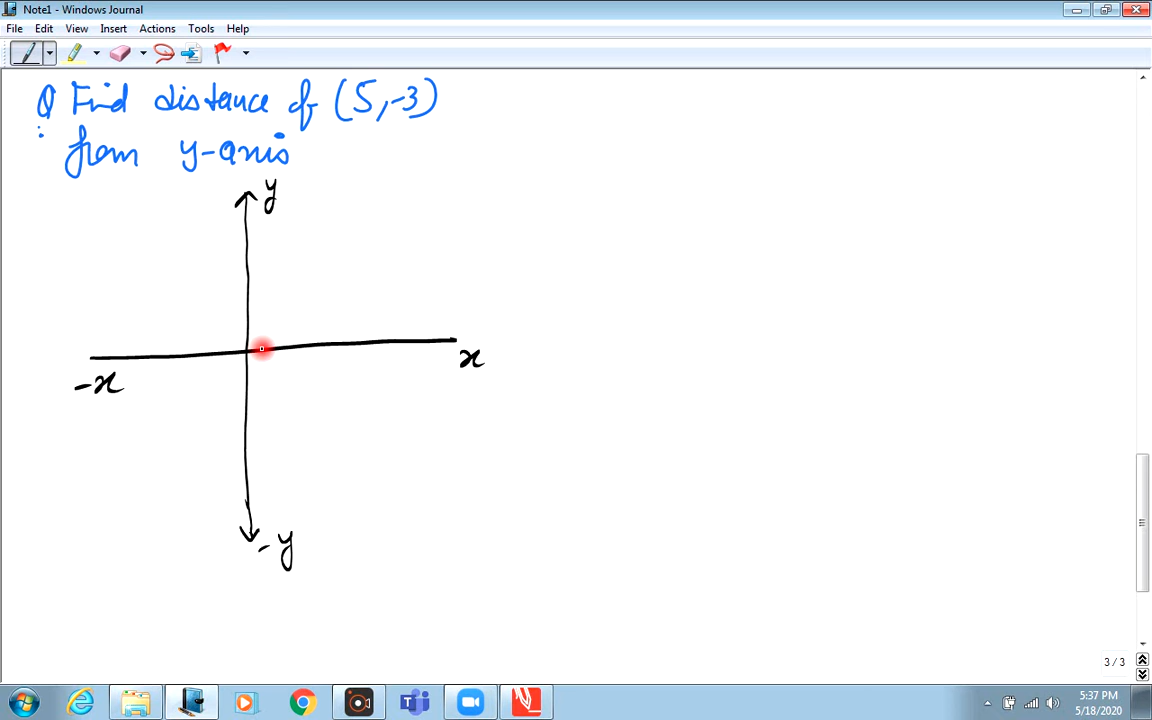 Note1 - Windows Journal
File Edit View Insert Actions Tools Help
Q: Find distance of (5,-3)
from y-axis
y
x
-x
-y
3 / 3
5:37 PM
5/18/2020